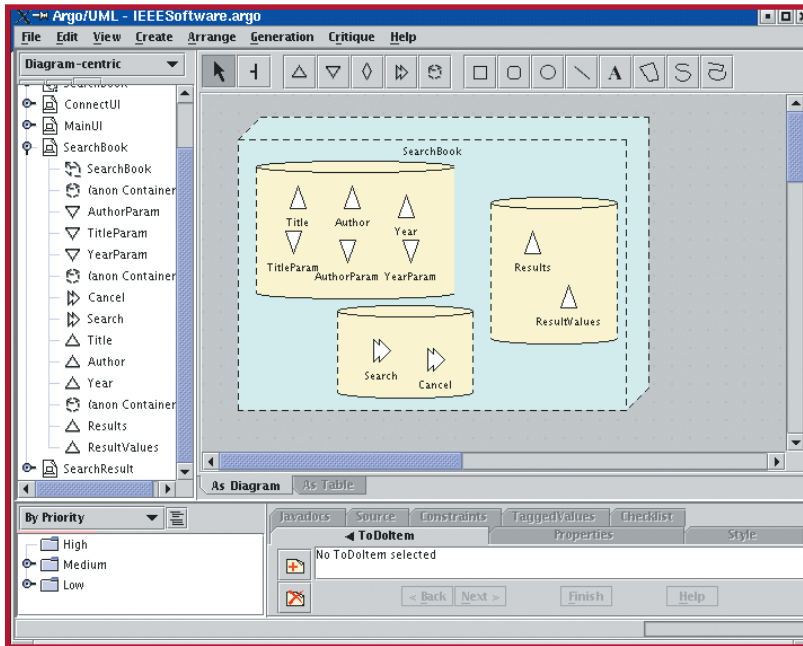 Argo/UML - IEEESoftware.argo
File Edit View Create Arrange Generation Critique Help
Diagram-centric
A
SearchBook
ConnectUI
MainUI
SearchBook
SearchBook
(anon Container
AuthorParam
TitleParam
YearParam
(anon Container
Cancel
Search
Title
Author
Year
(anon Container
Results
ResultValues
SearchResult
SearchBook
Title Author Year
TitleParam AuthorParam YearParam
Results
ResultValues
Search Cancel
As Diagram As Table
By Priority
High
Medium
Low
Javadocs Source Constraints TaggedValues Checklist
ToDoItem Properties Style
No ToDoItem selected
< Back Next > Finish Help